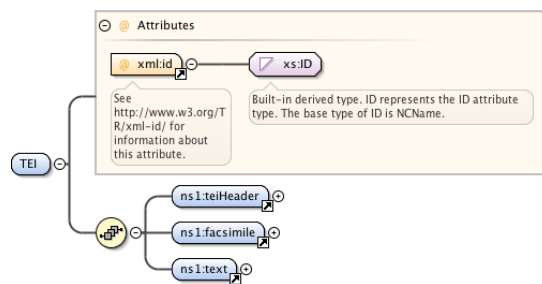 @ Attributes
@ xml:id
xs:ID
See
http://www.w3.org/T
R/xml-id/ for
information about
this attribute.
Built-in derived type. ID represents the ID attribute
type. The base type of ID is NCName.
TEI
ns1:teiHeader
ns1:facsimile
ns1:text